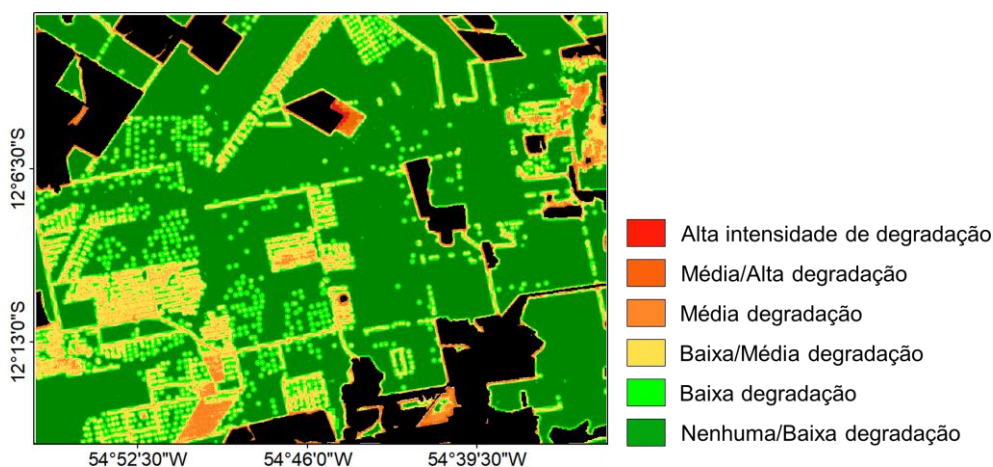 12°6'30"S
12°13'0"S
54°52'30"W
54°46'0"W
54°39'30"W
Alta intensidade de degradação
Média/Alta degradação
Média degradação
Baixa/Média degradação
Baixa degradação
Nenhuma/Baixa degradação